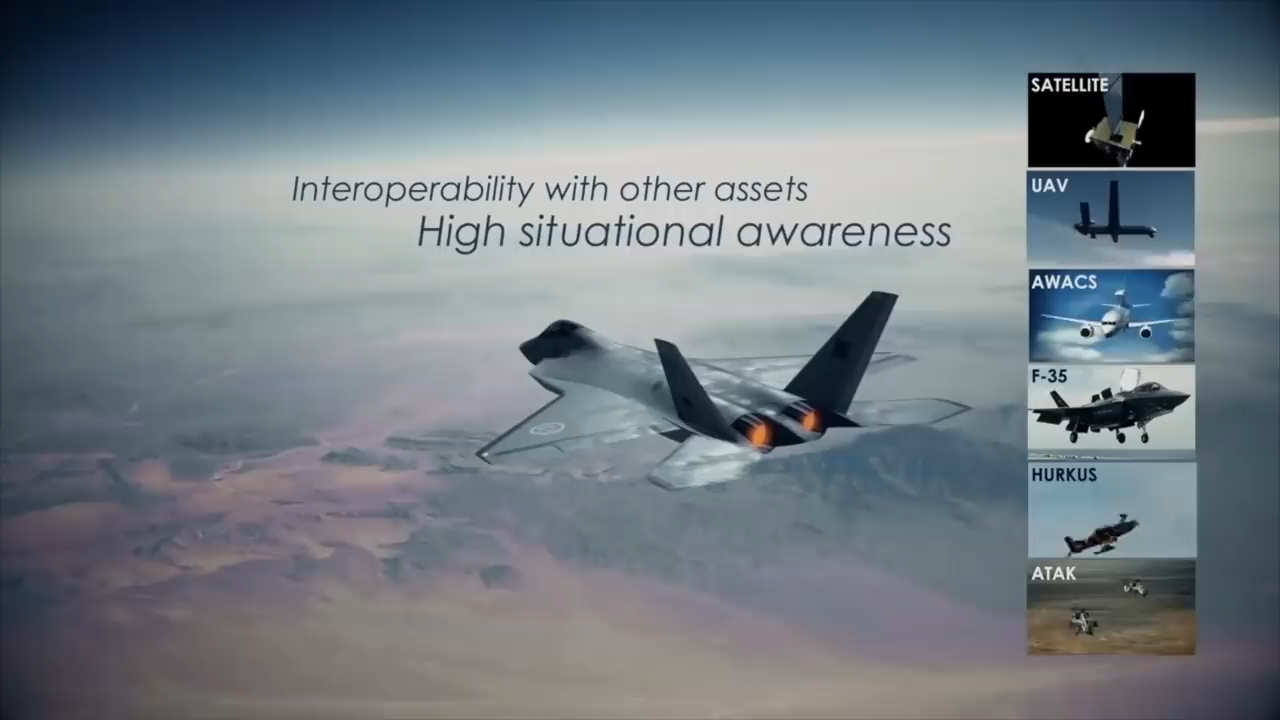 Interoperability with other assets
High situational awareness
SATELLITE
UAV
AWACS
F-35
HURKUS
ATAK